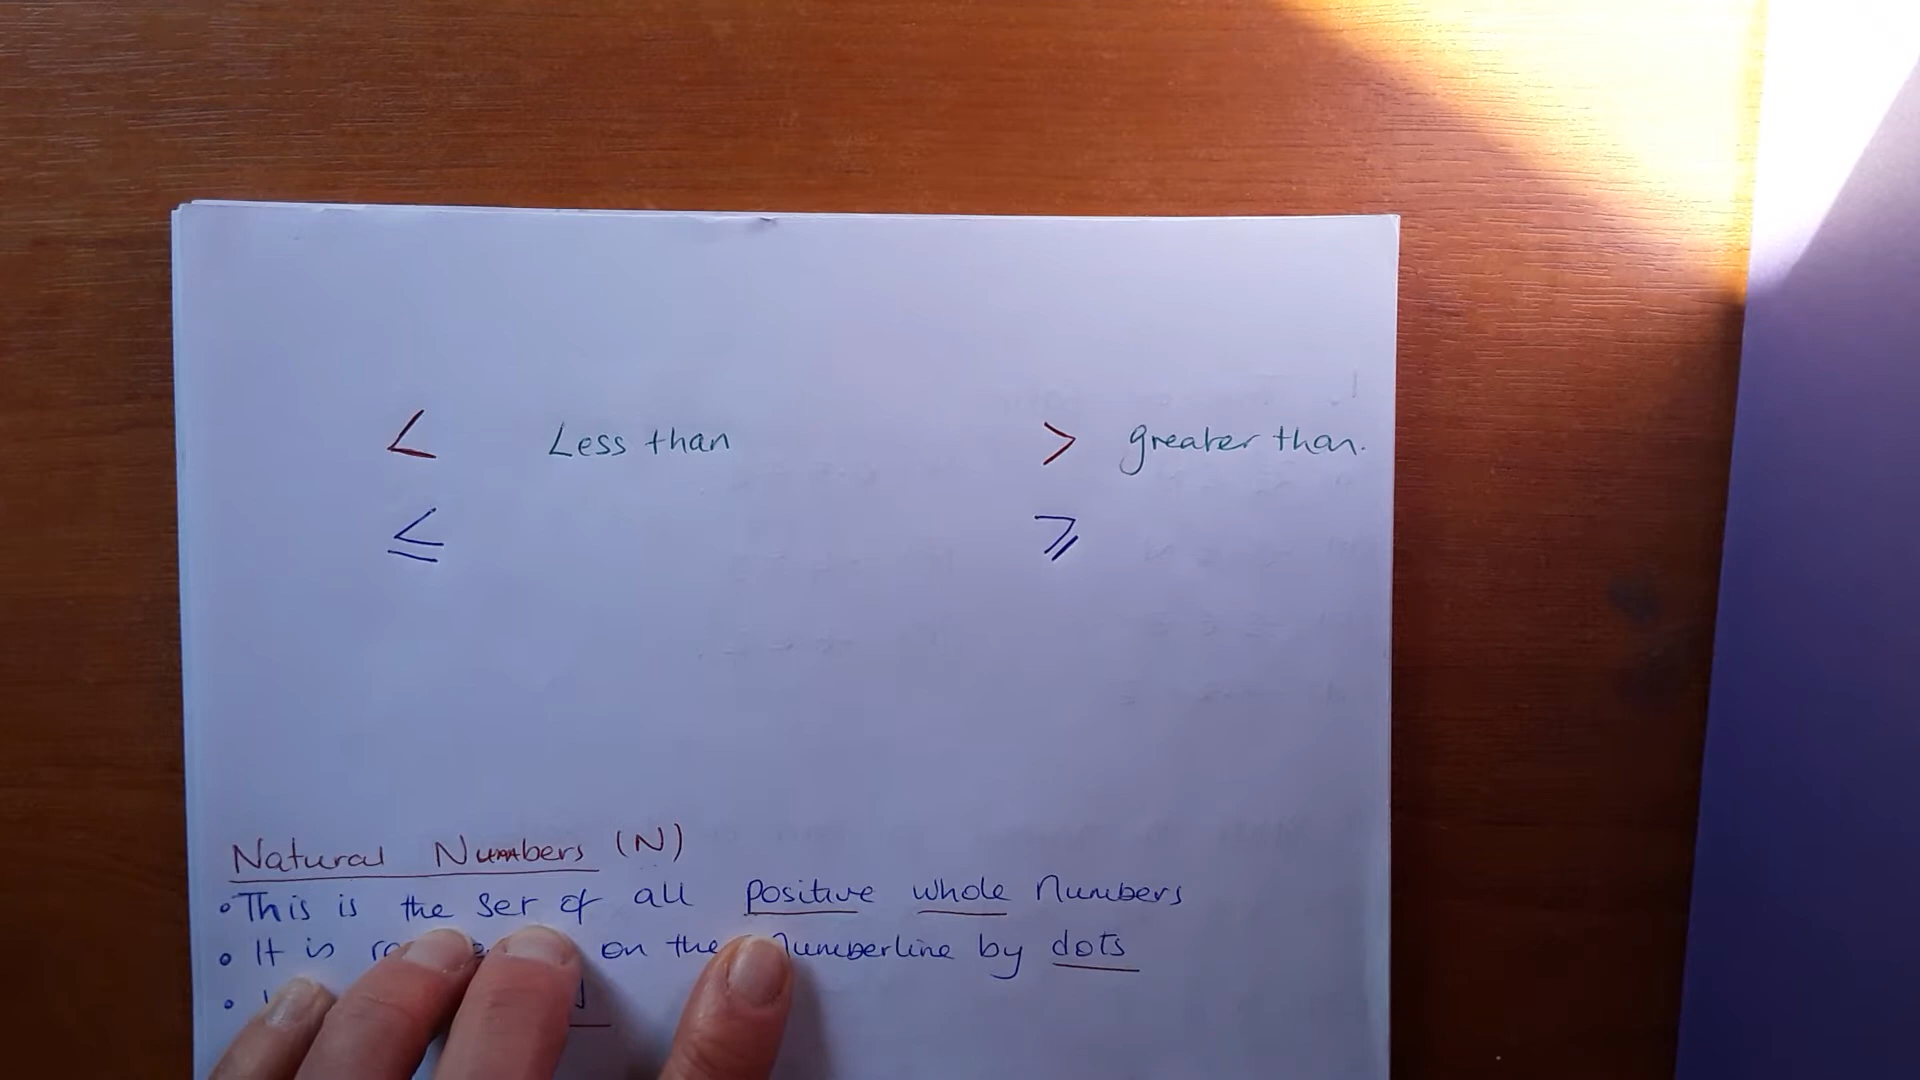 < Less than > greater than.
≤ ≥
Natural Numbers (N)
• This is the set of all positive whole Numbers
• It is on the Numberline by dots
•